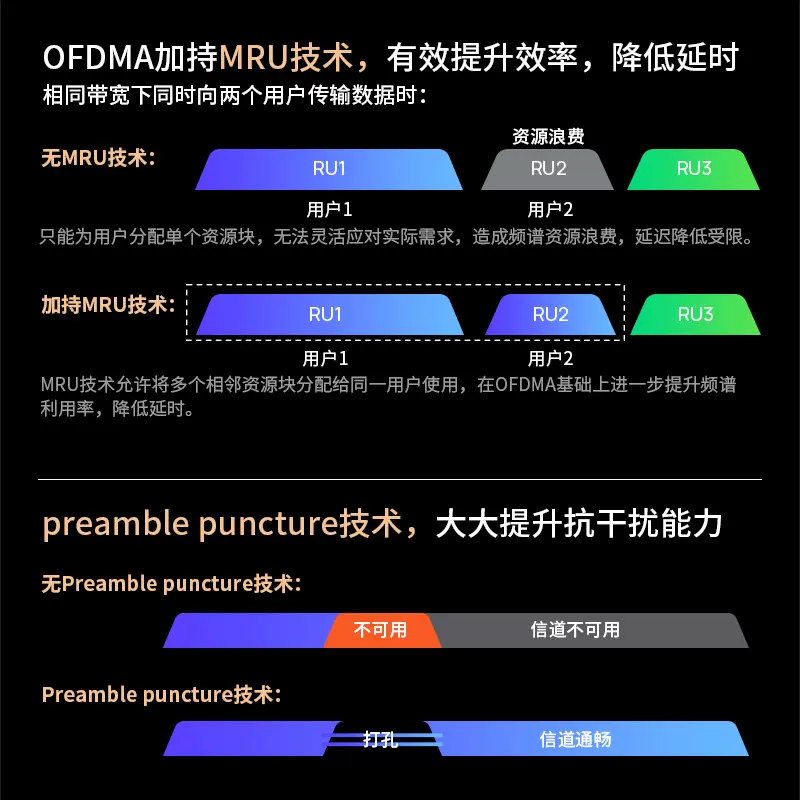 OFDMA加持MRU技术，有效提升效率，降低延时
相同带宽下同时向两个用户传输数据时：
资源浪费
无MRU技术： RU1 RU2 RU3
用户1 用户2
只能为用户分配单个资源块，无法灵活应对实际需求，造成频谱资源浪费，延迟降低受限。
加持MRU技术： RU1 RU2 RU3
用户1 用户2
MRU技术允许将多个相邻资源块分配给同一用户使用，在OFDMA基础上进一步提升频谱
利用率，降低延时。
preamble puncture技术，大大提升抗干扰能力
无Preamble puncture技术：
不可用 信道不可用
Preamble puncture技术：
打孔 信道通畅